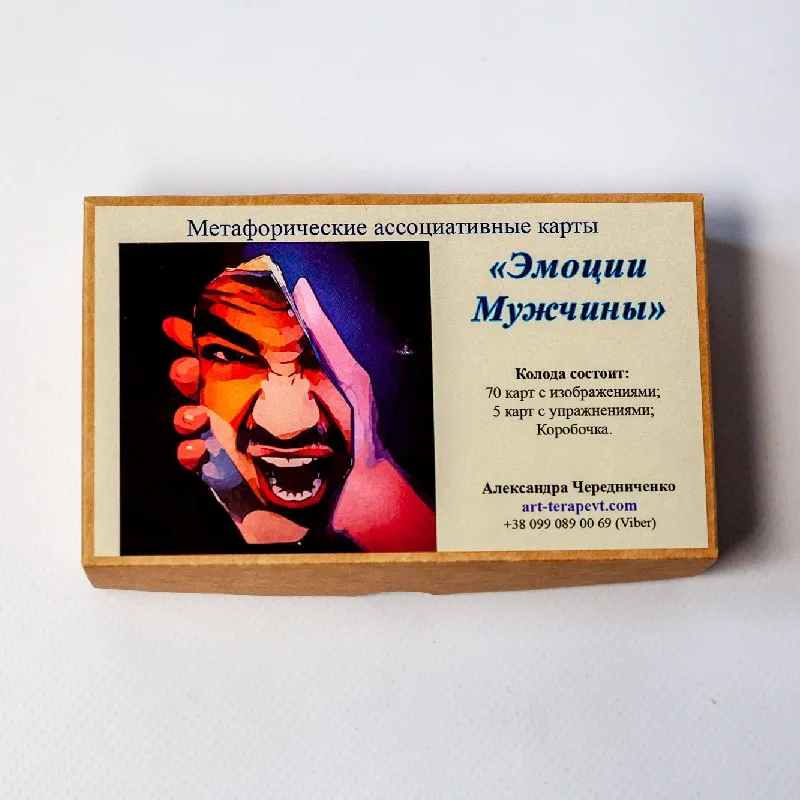 Метафорические ассоциативные карты
«Эмоции
Мужчины»
Колода состоит:
70 карт с изображениями;
5 карт с упражнениями;
Коробочка.
Александра Чередниченко
art-terapevt.com
+38 099 089 00 69 (Viber)